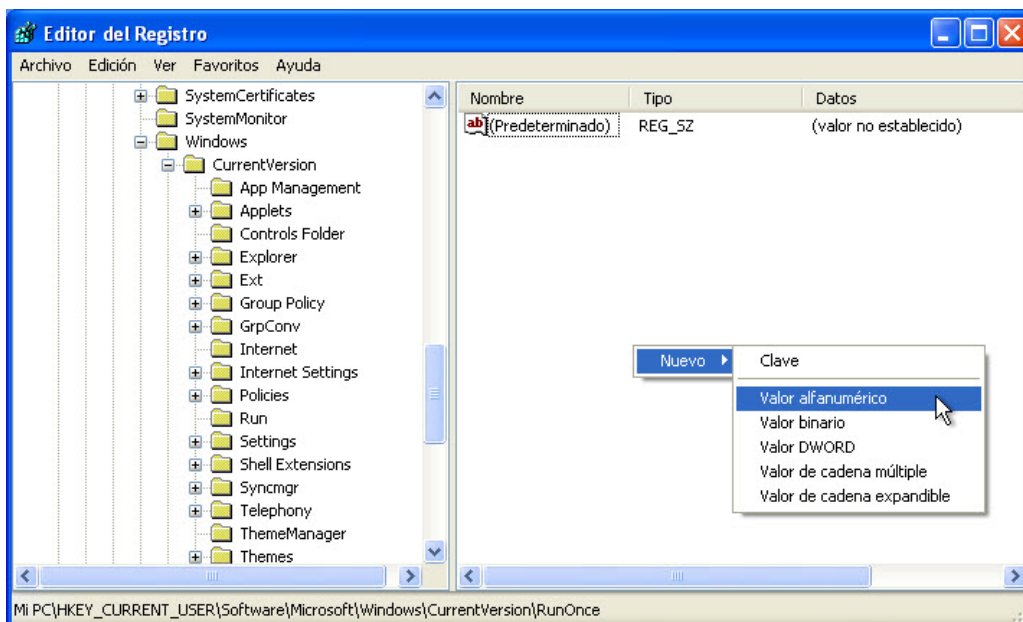 Editor del Registro
Archivo Edición Ver Favoritos Ayuda
SystemCertificates
SystemMonitor
Windows
CurrentVersion
App Management
Applets
Controls Folder
Explorer
Ext
Group Policy
GrpConv
Internet
Internet Settings
Policies
Run
Settings
Shell Extensions
Syncmgr
Telephony
ThemeManager
Themes
Nombre Tipo Datos
ab (Predeterminado) REG_SZ (valor no establecido)
Nuevo
Clave
Valor alfanumérico
Valor binario
Valor DWORD
Valor de cadena múltiple
Valor de cadena expandible
Mi PC\HKEY_CURRENT_USER\Software\Microsoft\Windows\CurrentVersion\RunOnce